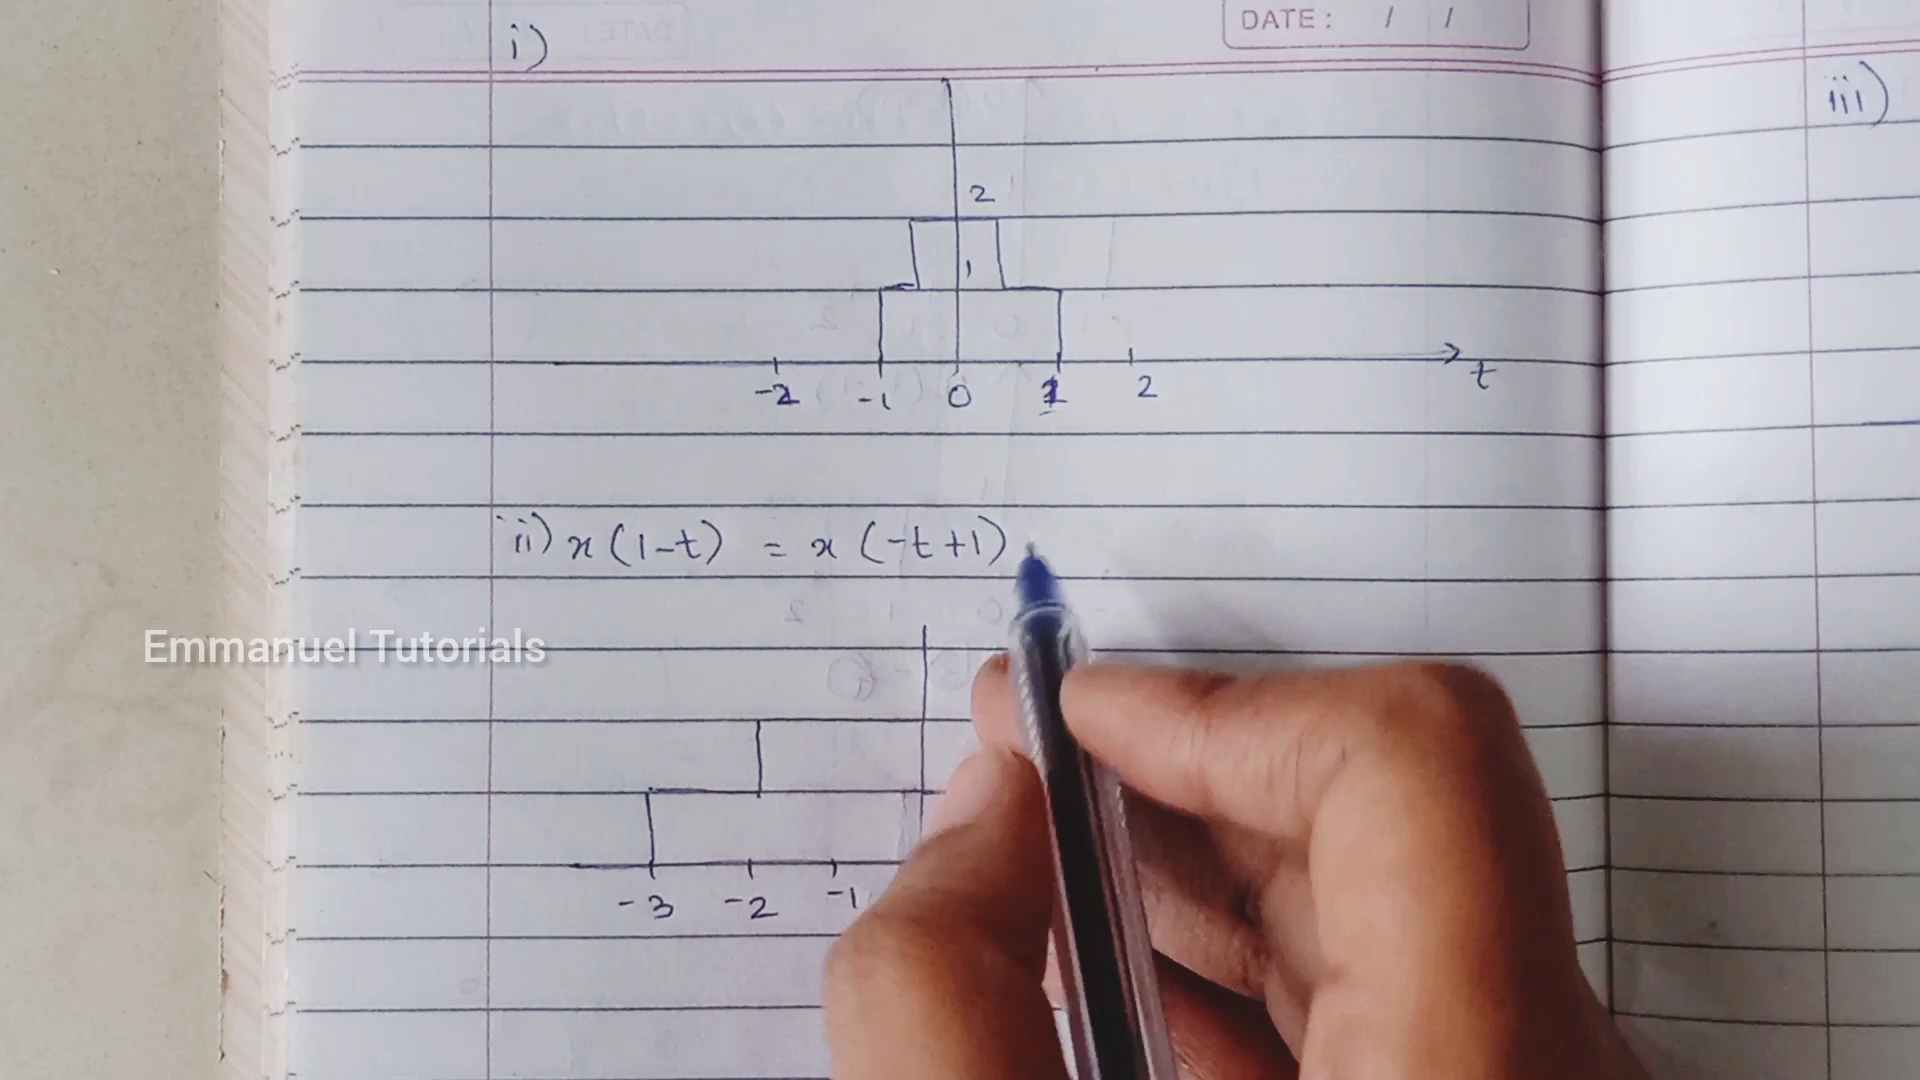 DATE: / /
i)
iii)
2
1
-2 -1 0 1 2 t
ii) x(1-t) = x(-t+1)
Emmanuel Tutorials
-3 -2 -1